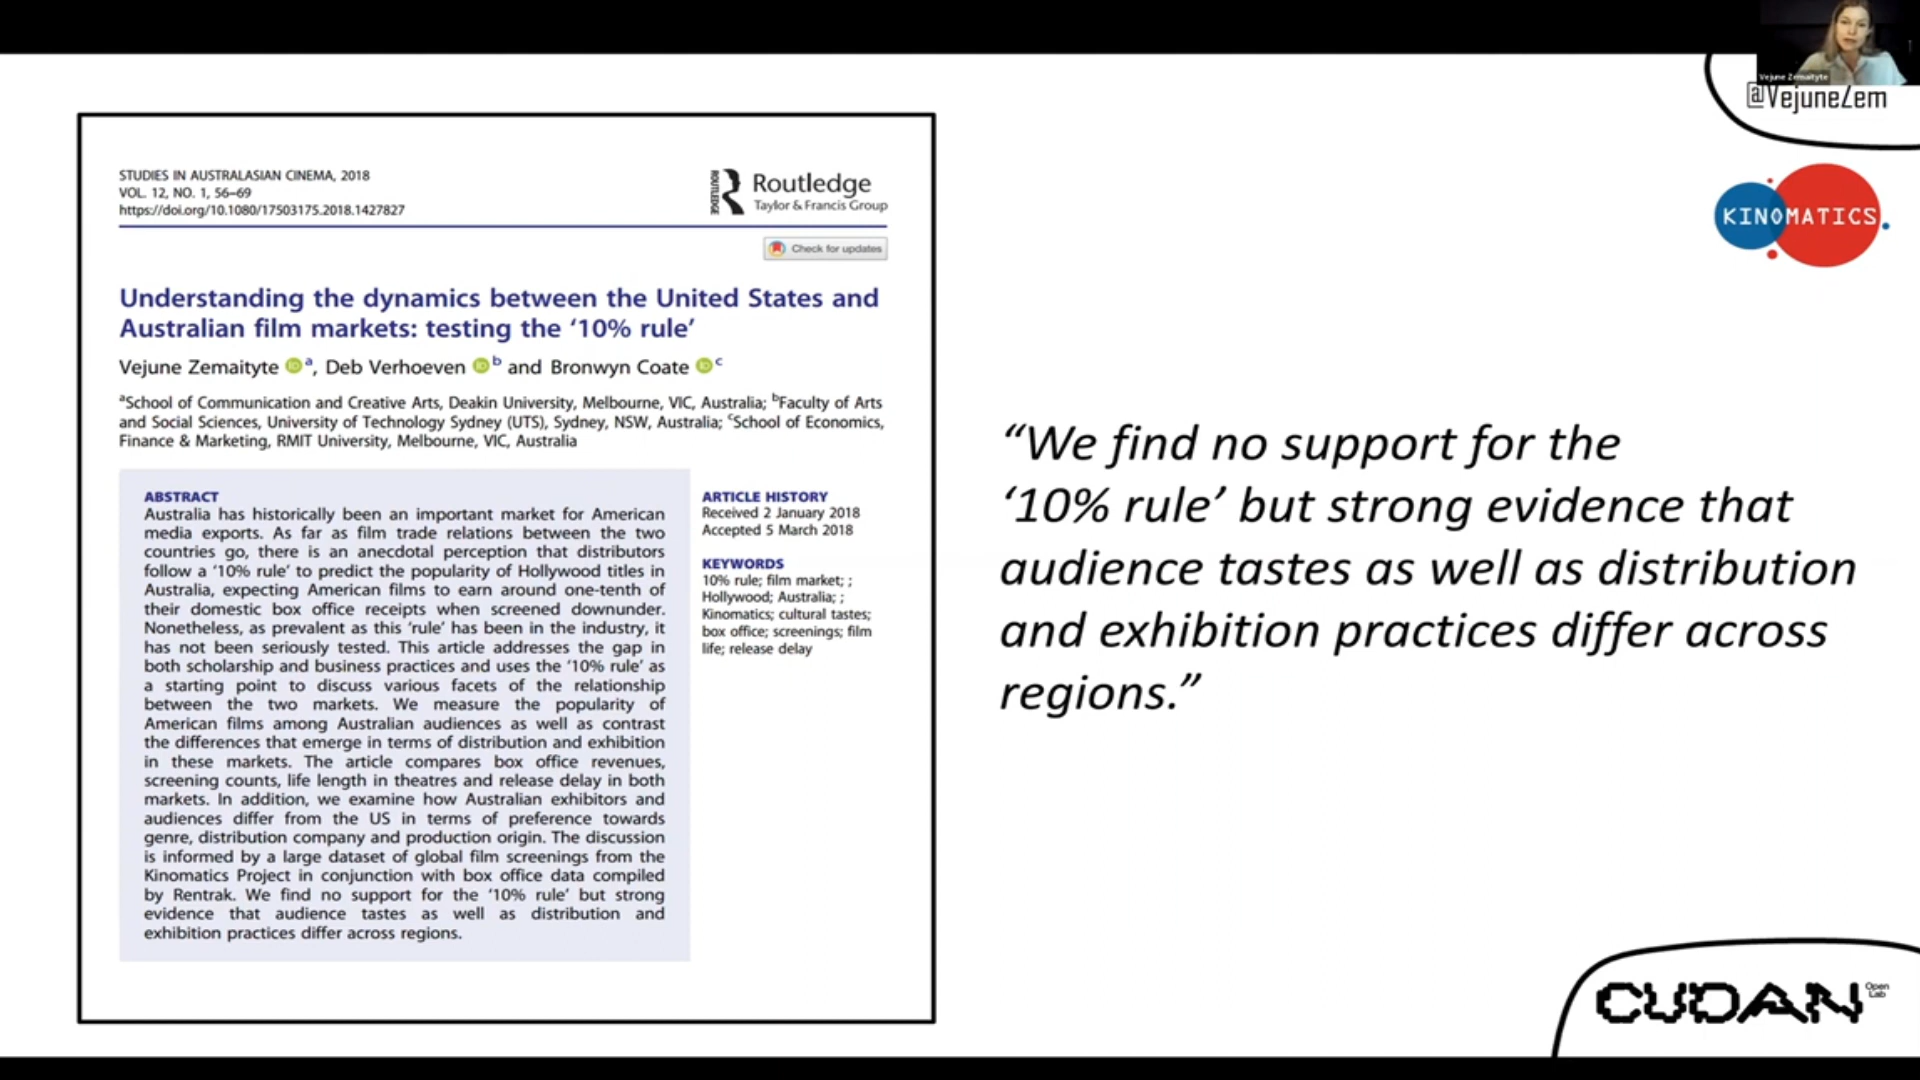 Vejune Zemaityte
@VejuneZem
KINOMATICS
STUDIES IN AUSTRALASIAN CINEMA, 2018
VOL. 12, NO. 1, 56–69
https://doi.org/10.1080/17503175.2018.1427827
ROUTLEDGE
Routledge
Taylor & Francis Group
Check for updates
Understanding the dynamics between the United States and
Australian film markets: testing the ‘10% rule’
Vejune Zemaityte iD a, Deb Verhoeven iD b and Bronwyn Coate iD c
aSchool of Communication and Creative Arts, Deakin University, Melbourne, VIC, Australia; bFaculty of Arts
and Social Sciences, University of Technology Sydney (UTS), Sydney, NSW, Australia; cSchool of Economics,
Finance & Marketing, RMIT University, Melbourne, VIC, Australia
ABSTRACT
Australia has historically been an important market for American
media exports. As far as film trade relations between the two
countries go, there is an anecdotal perception that distributors
follow a ‘10% rule’ to predict the popularity of Hollywood titles in
Australia, expecting American films to earn around one-tenth of
their domestic box office receipts when screened downunder.
Nonetheless, as prevalent as this ‘rule’ has been in the industry, it
has not been seriously tested. This article addresses the gap in
both scholarship and business practices and uses the ‘10% rule’ as
a starting point to discuss various facets of the relationship
between the two markets. We measure the popularity of
American films among Australian audiences as well as contrast
the differences that emerge in terms of distribution and exhibition
in these markets. The article compares box office revenues,
screening counts, life length in theatres and release delay in both
markets. In addition, we examine how Australian exhibitors and
audiences differ from the US in terms of preference towards
genre, distribution company and production origin. The discussion
is informed by a large dataset of global film screenings from the
Kinomatics Project in conjunction with box office data compiled
by Rentrak. We find no support for the ‘10% rule’ but strong
evidence that audience tastes as well as distribution and
exhibition practices differ across regions.
ARTICLE HISTORY
Received 2 January 2018
Accepted 5 March 2018
KEYWORDS
10% rule; film market; ;
Hollywood; Australia; ;
Kinomatics; cultural tastes;
box office; screenings; film
life; release delay
“We find no support for the
‘10% rule’ but strong evidence that
audience tastes as well as distribution
and exhibition practices differ across
regions.”
CUDAN
Open
Lab